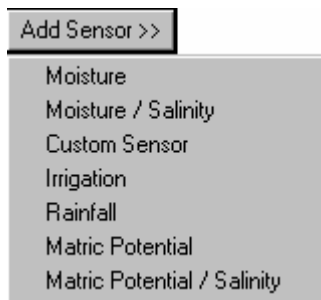 Add Sensor >>
Moisture
Moisture / Salinity
Custom Sensor
Irrigation
Rainfall
Matric Potential
Matric Potential / Salinity